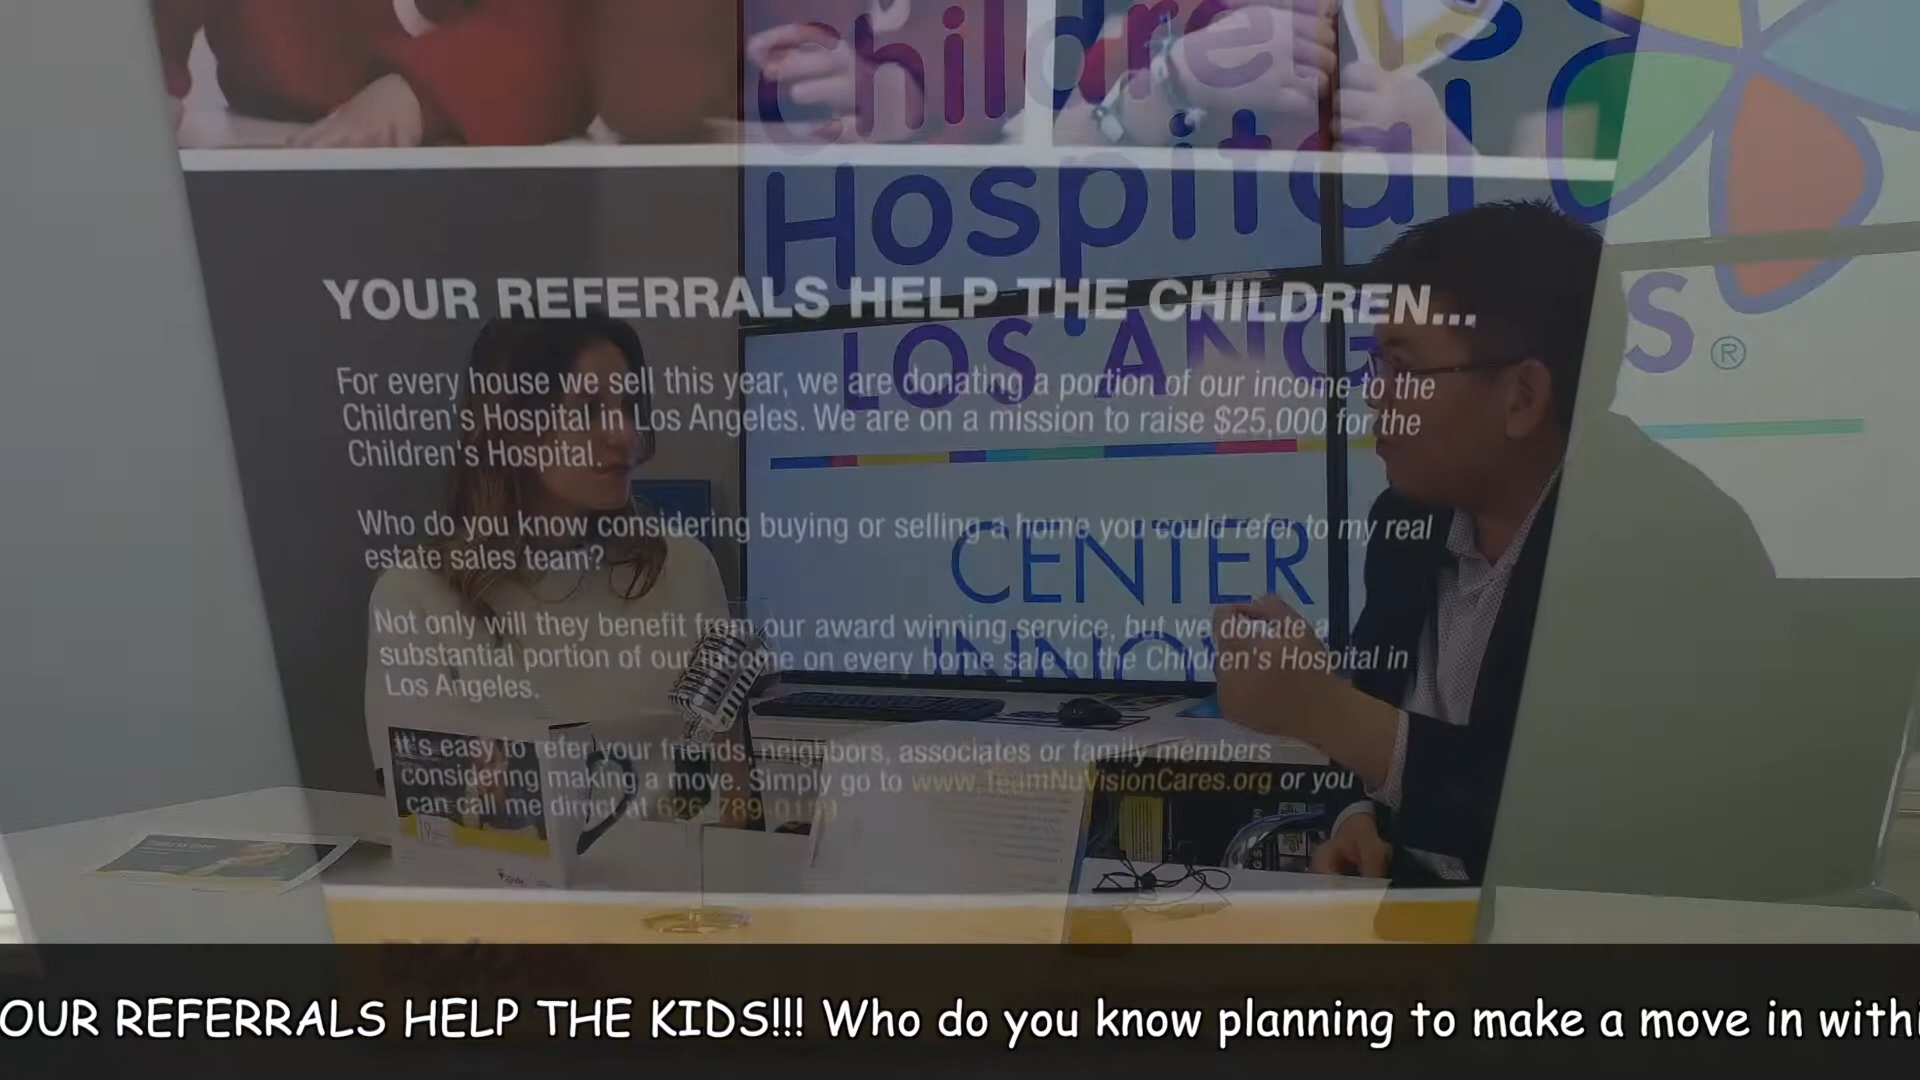 Children's
Hospital
LOS ANG
S®
CENTER
INNOV
YOUR REFERRALS HELP THE CHILDREN...
For every house we sell this year, we are donating a portion of our income to the
Children's Hospital in Los Angeles. We are on a mission to raise $25,000 for the
Children's Hospital.
Who do you know considering buying or selling a home you could refer to my real
estate sales team?
Not only will they benefit from our award winning service, but we donate a
substantial portion of our income on every home sale to the Children's Hospital in
Los Angeles.
It's easy to refer your friends, neighbors, associates or family members
considering making a move. Simply go to www.TeamNuVisionCares.org or you
can call me direct at 626-789-0159
OUR REFERRALS HELP THE KIDS!!! Who do you know planning to make a move in withi